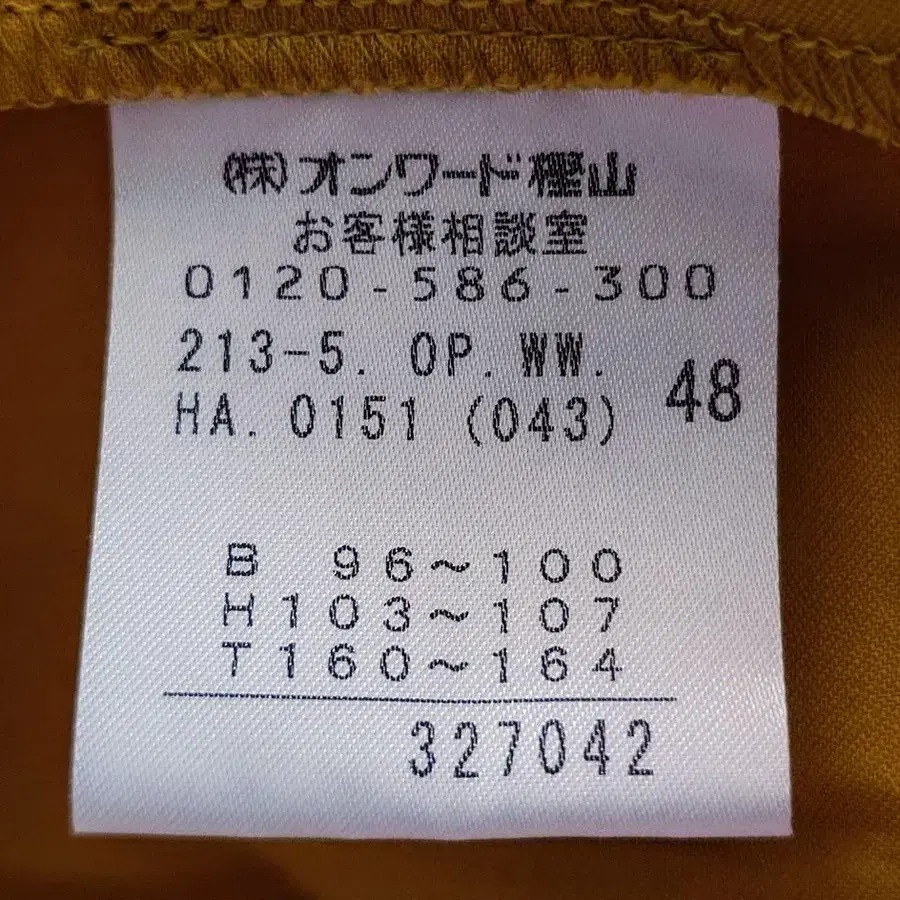 (株)オンワード樫山
お客様相談室
0120-586-300
213-5. OP. WW.
HA. 0151 (043) 48
B 96～100
H103～107
T160～164
327042